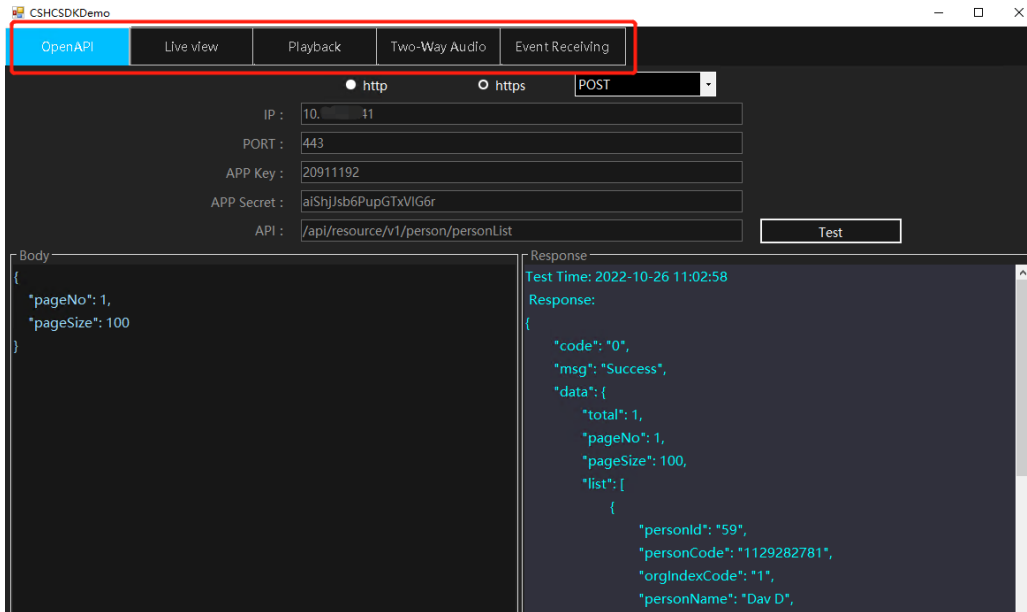 CSHCSDKDemo
OpenAPI Live view Playback Two-Way Audio Event Receiving
http https POST
IP : 10. 41
PORT : 443
APP Key : 20911192
APP Secret : aiShjJsb6PupGTxVIG6r
API : /api/resource/v1/person/personList Test
Body
{
"pageNo": 1,
"pageSize": 100
}
Response
Test Time: 2022-10-26 11:02:58
Response:
{
"code": "0",
"msg": "Success",
"data": {
"total": 1,
"pageNo": 1,
"pageSize": 100,
"list": [
{
"personId": "59",
"personCode": "1129282781",
"orgIndexCode": "1",
"personName": "Dav D",